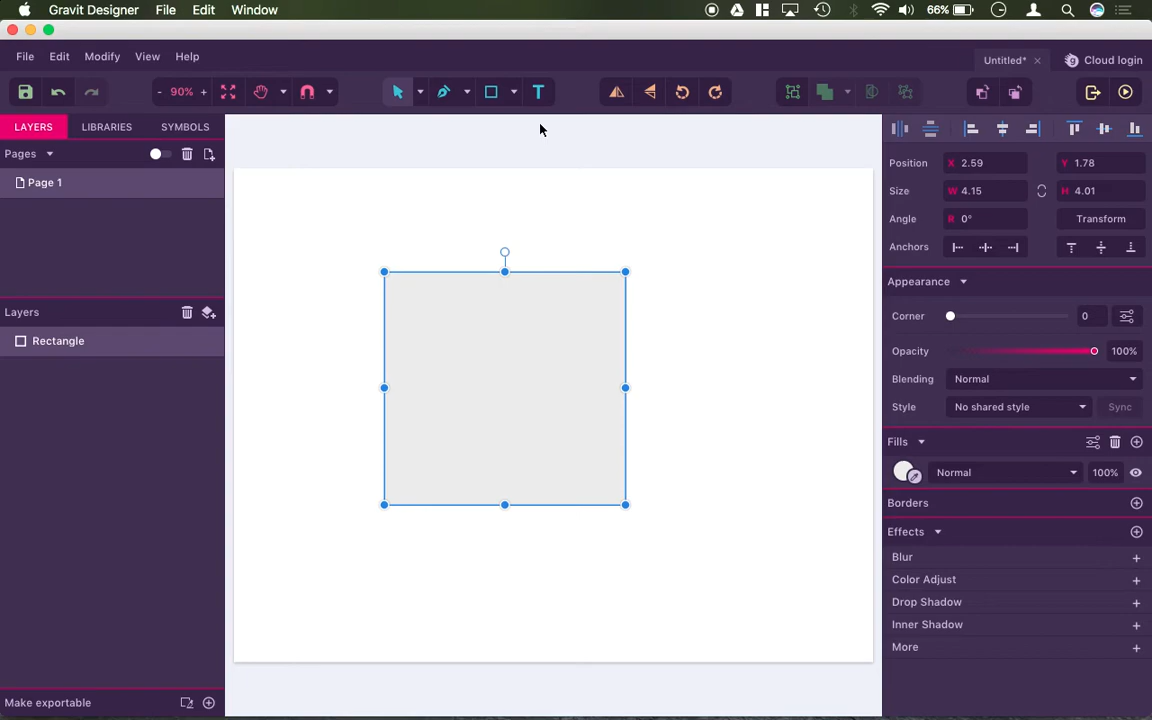 Gravit Designer File Edit Window 66%
File Edit Modify View Help Untitled* × Cloud login
- 90% + T
LAYERS LIBRARIES SYMBOLS
Pages
Page 1
Layers
Rectangle
Make exportable
Position X 2.59 Y 1.78
Size W 4.15 H 4.01
Angle R 0° Transform
Anchors
Appearance
Corner 0
Opacity 100%
Blending Normal
Style No shared style Sync
Fills
Normal 100%
Borders
Effects
Blur +
Color Adjust +
Drop Shadow +
Inner Shadow +
More +